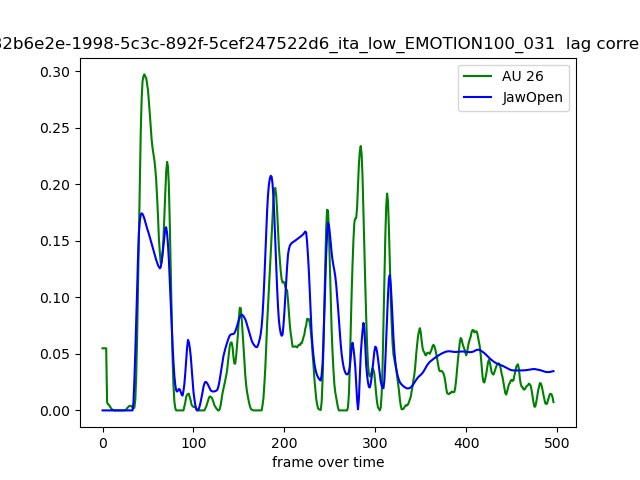 32b6e2e-1998-5c3c-892f-5cef247522d6_ita_low_EMOTION100_031 lag corre
AU 26
JawOpen
0.30
0.25
0.20
0.15
0.10
0.05
0.00
0 100 200 300 400 500
frame over time